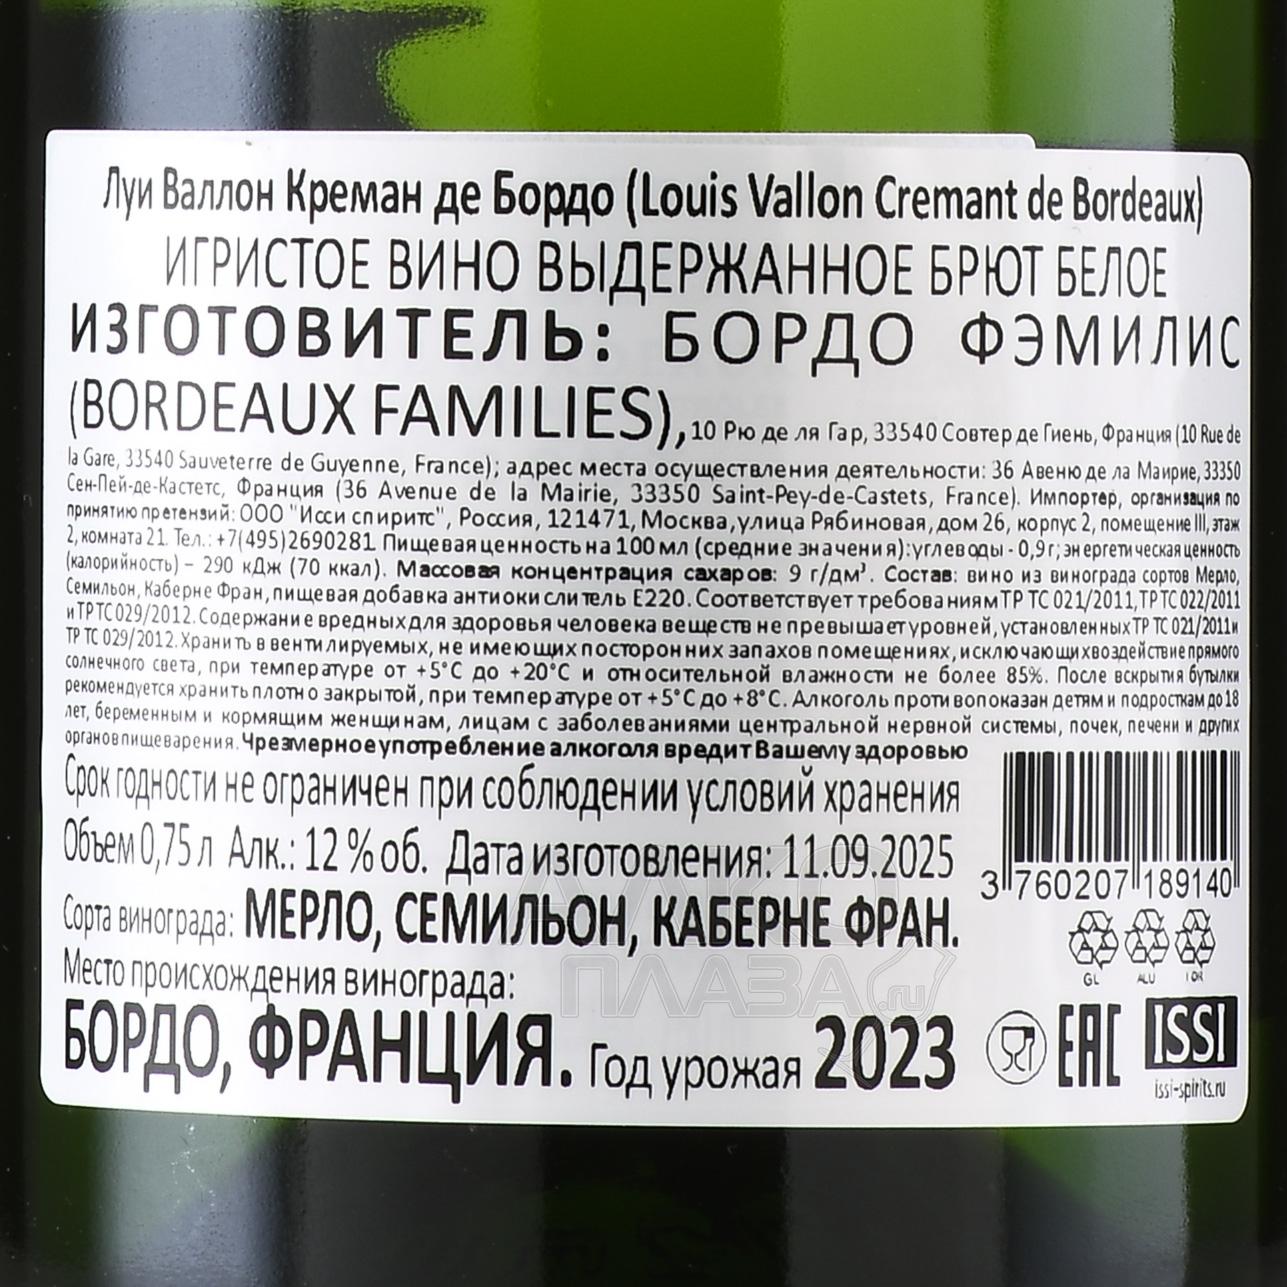 Луи Валлон Креман де Бордо (Louis Vallon Cremant de Bordeaux)
ИГРИСТОЕ ВИНО ВЫДЕРЖАННОЕ БРЮТ БЕЛОЕ
ИЗГОТОВИТЕЛЬ: БОРДО ФЭМИЛИС
(BORDEAUX FAMILIES), 10 Рю де ля Гар, 33540 Совтер де Гиень, Франция (10 Rue de
la Gare, 33540 Sauveterre de Guyenne, France); адрес места осуществления деятельности: 36 Авеню де ла Маирие, 33350
Сен-Пей-де-Кастетс, Франция (36 Avenue de la Mairie, 33350 Saint-Pey-de-Castets, France). Импортер, организация по
принятию претензий: ООО "Исси спиритс", Россия, 121471, Москва, улица Рябиновая, дом 26, корпус 2, помещение III, этаж
2, комната 21. Тел.: +7(495)2690281. Пищевая ценность на 100 мл (средние значения): углеводы - 0,9 г; энергетическая ценность
(калорийность) – 290 кДж (70 ккал). Массовая концентрация сахаров: 9 г/дм³. Состав: вино из винограда сортов Мерло,
Семильон, Каберне Фран, пищевая добавка антиокислитель Е220. Соответствует требованиям ТР ТС 021/2011, ТР ТС 022/2011
и ТР ТС 029/2012. Содержание вредных для здоровья человека веществ не превышает уровней, установленных ТР ТС 021/2011 и
ТР ТС 029/2012. Хранить в вентилируемых, не имеющих посторонних запахов помещениях, исключающих воздействие прямого
солнечного света, при температуре от +5°С до +20°С и относительной влажности не более 85%. После вскрытия бутылки
рекомендуется хранить плотно закрытой, при температуре от +5°С до +8°С. Алкоголь противопоказан детям и подросткам до 18
лет, беременным и кормящим женщинам, лицам с заболеваниями центральной нервной системы, почек, печени и других
органов пищеварения. Чрезмерное употребление алкоголя вредит Вашему здоровью
Срок годности не ограничен при соблюдении условий хранения
Объем 0,75 л Алк.: 12 % об. Дата изготовления: 11.09.2025
3 760207 189140
Сорта винограда: МЕРЛО, СЕМИЛЬОН, КАБЕРНЕ ФРАН.
GL ALU
Место происхождения винограда:
БОРДО, ФРАНЦИЯ. Год урожая 2023
EAC ISSI
issi-spirits.ru
АЛКО
ПЛАЗА.ru